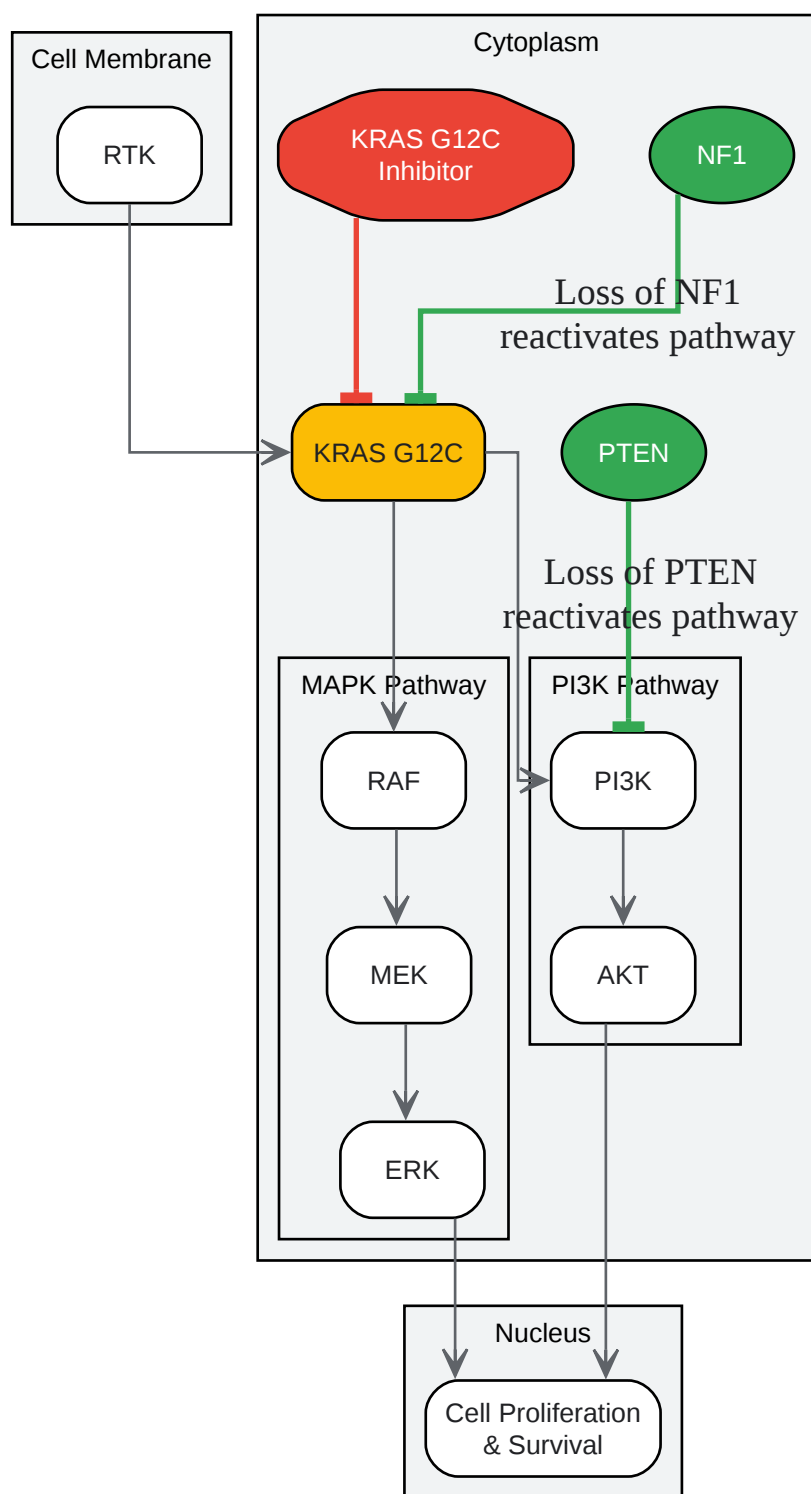 Cytoplasm
Cell Membrane
RTK
KRAS G12C
Inhibitor
NF1
Loss of NF1
reactivates pathway
KRAS G12C
PTEN
Loss of PTEN
reactivates pathway
MAPK Pathway
PI3K Pathway
RAF
PI3K
MEK
AKT
ERK
Nucleus
Cell Proliferation
& Survival